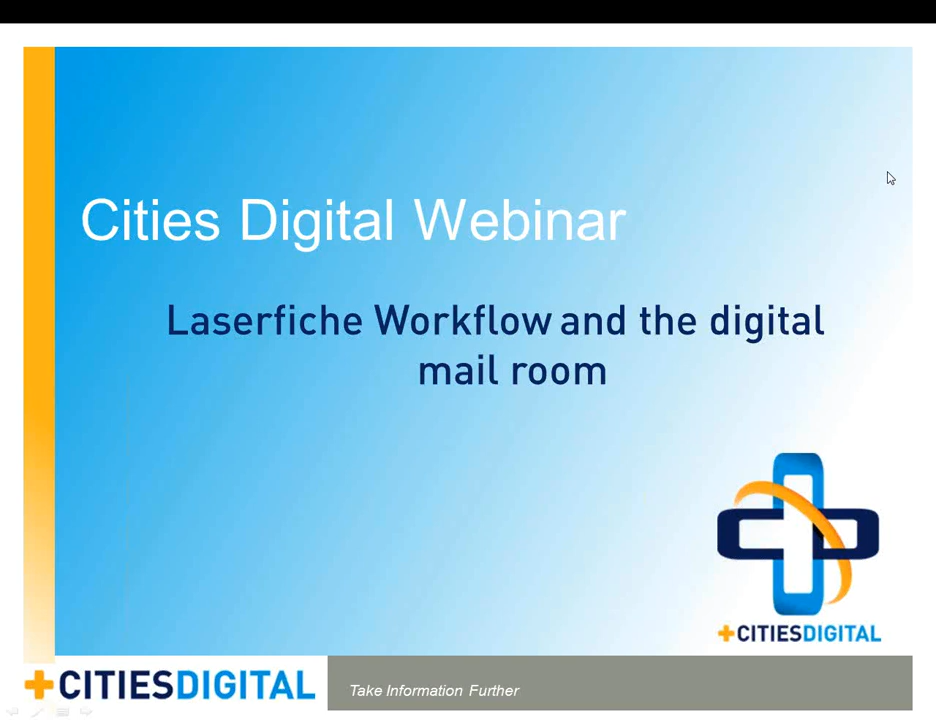 Cities Digital Webinar
Laserfiche Workflow and the digital
mail room
+CITIESDIGITAL
+CITIESDIGITAL
Take Information Further